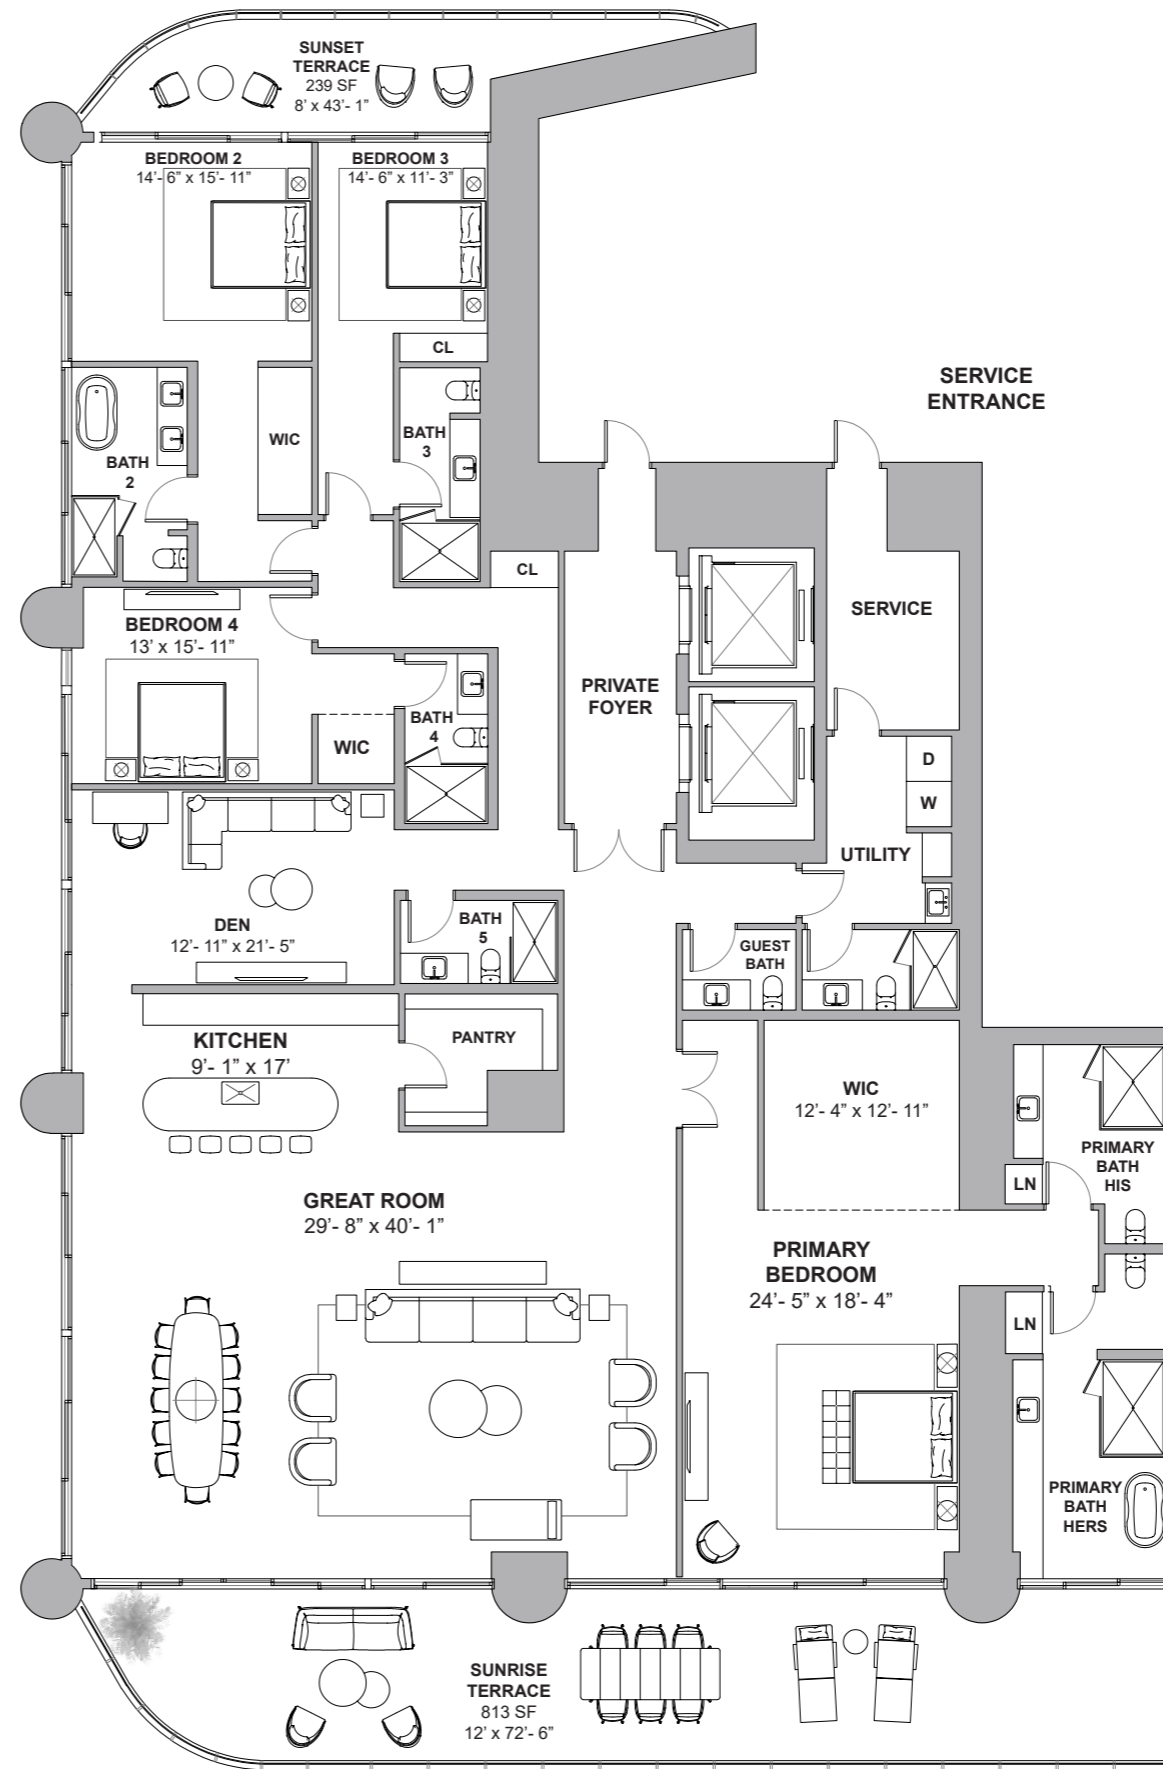 SUNSET
TERRACE
239 SF
8’ x 43’- 1”
BEDROOM 2
14’- 6” x 15’- 11”
BEDROOM 3
14’- 6” x 11’- 3”
CL
SERVICE
ENTRANCE
WIC
BATH
3
BATH
2
CL
SERVICE
BEDROOM 4
13’ x 15’- 11”
PRIVATE
FOYER
BATH
4
WIC
D
W
UTILITY
DEN
12’- 11” x 21’- 5”
BATH
5
GUEST
BATH
KITCHEN
9’- 1” x 17’
PANTRY
WIC
12’- 4” x 12’- 11”
PRIMARY
BATH
HIS
LN
GREAT ROOM
29’- 8” x 40’- 1”
PRIMARY
BEDROOM
24’- 5” x 18’- 4”
LN
PRIMARY
BATH
HERS
SUNRISE
TERRACE
813 SF
12’ x 72’- 6”